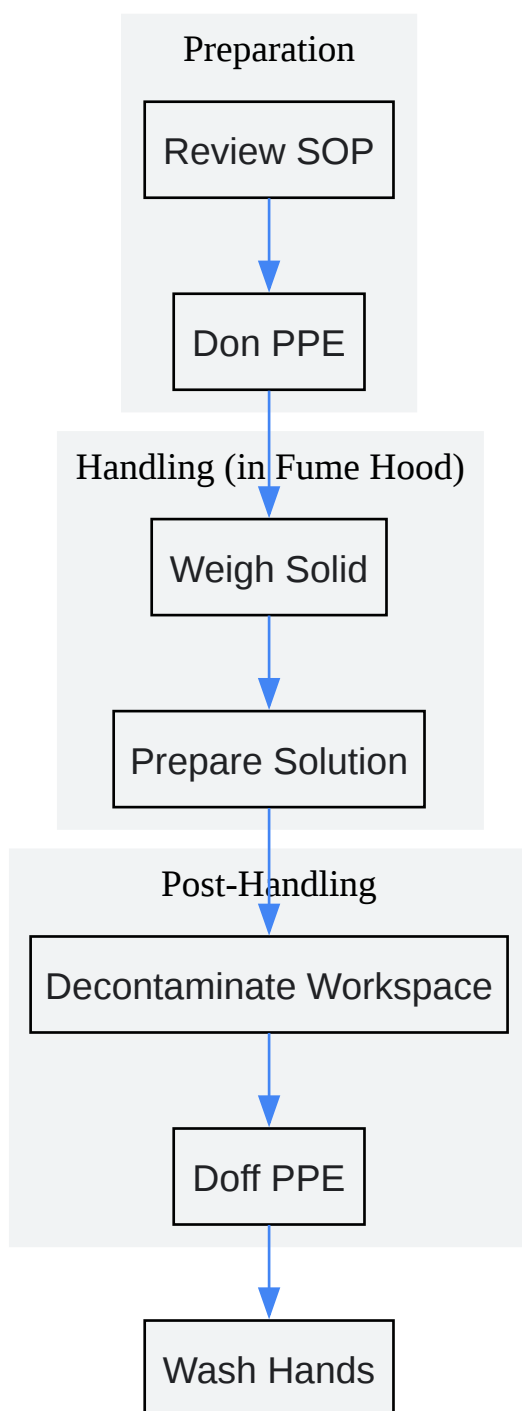 Preparation
Review SOP
Don PPE
Handling (in Fume Hood)
Weigh Solid
Prepare Solution
Post-Handling
Decontaminate Workspace
Doff PPE
Wash Hands